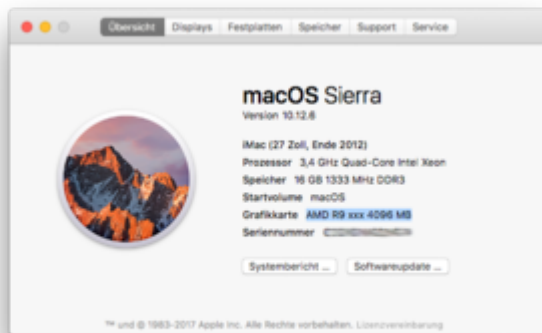 Übersicht Displays Festplatten Speicher Support Service
macOS Sierra
Version 10.12.6
iMac (27 Zoll, Ende 2012)
Prozessor 3,4 GHz Quad-Core Intel Xeon
Speicher 16 GB 1333 MHz DDR3
Startvolume macOS
Grafikkarte AMD R9 xxx 4096 MB
Seriennummer
Systembericht ... Softwareupdate ...
™ und © 1983-2017 Apple Inc. Alle Rechte vorbehalten. Lizenzvereinbarung